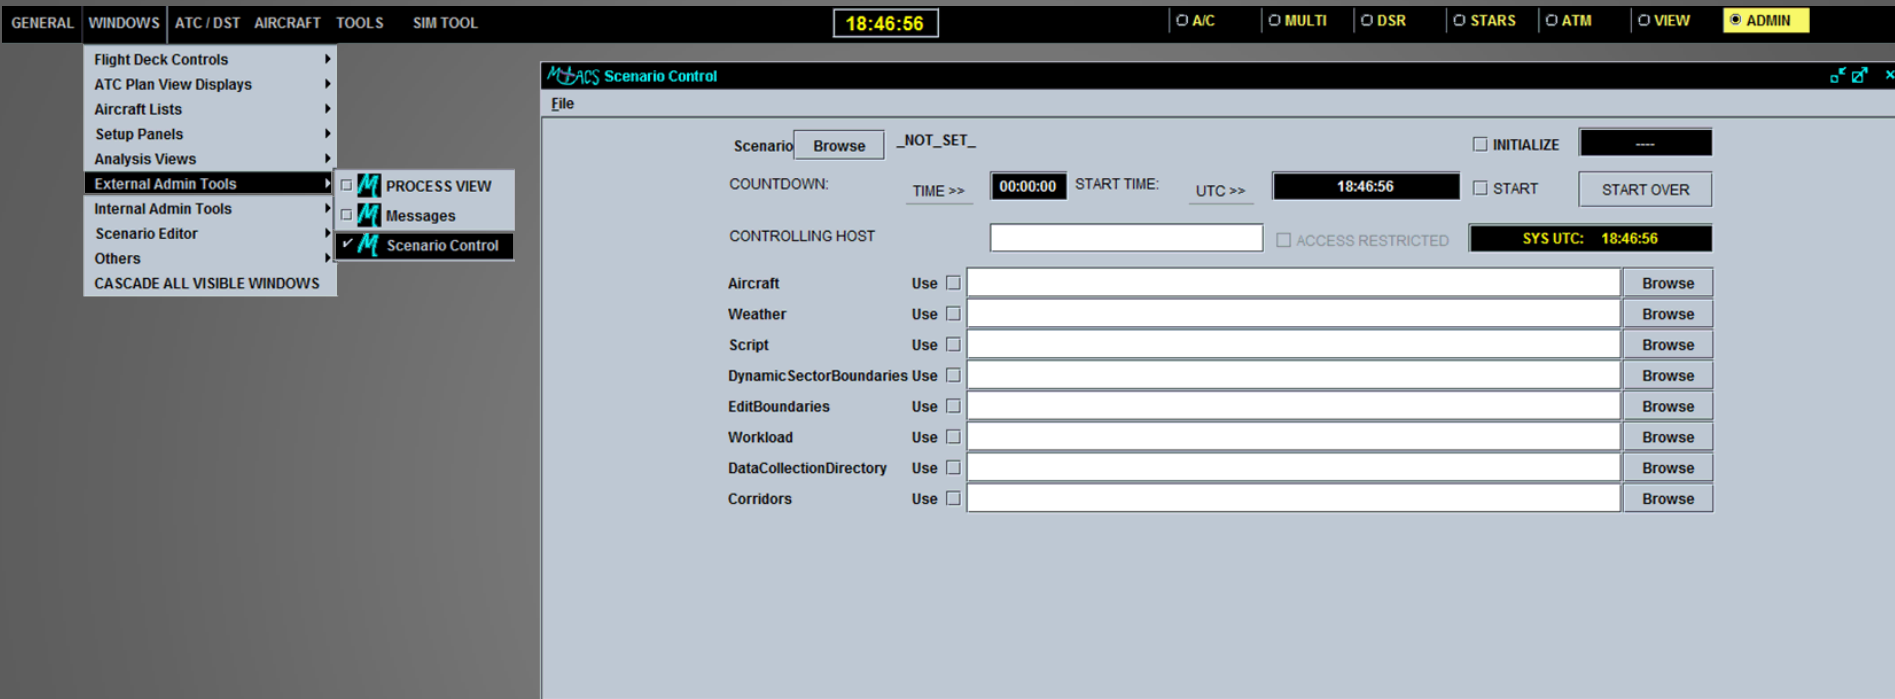 GENERAL WINDOWS ATC / DST AIRCRAFT TOOLS SIM TOOL 18:46:56 A/C MULTI DSR STARS ATM VIEW ADMIN
Flight Deck Controls
ATC Plan View Displays
Aircraft Lists
Setup Panels
Analysis Views
External Admin Tools
Internal Admin Tools
Scenario Editor
Others
CASCADE ALL VISIBLE WINDOWS
PROCESS VIEW
Messages
Scenario Control
MACS Scenario Control
File
Scenario Browse _NOT_SET_ INITIALIZE ----
COUNTDOWN: TIME >> 00:00:00 START TIME: UTC >> 18:46:56 START START OVER
CONTROLLING HOST ACCESS RESTRICTED SYS UTC: 18:46:56
Aircraft Use Browse
Weather Use Browse
Script Use Browse
DynamicSectorBoundaries Use Browse
EditBoundaries Use Browse
Workload Use Browse
DataCollectionDirectory Use Browse
Corridors Use Browse